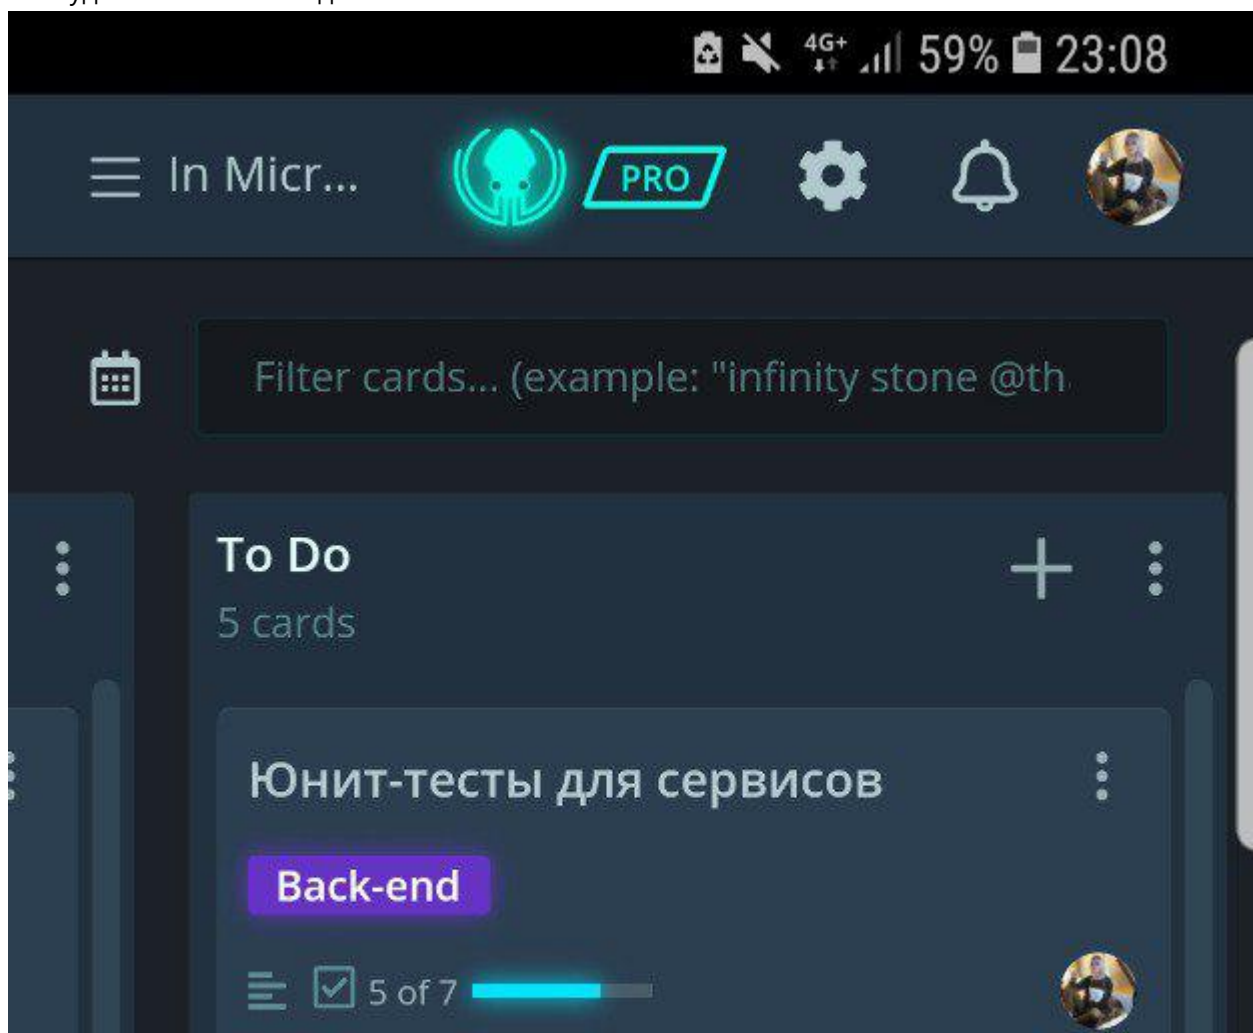 4G+ 59% 23:08
In Micr... PRO
Filter cards... (example: "infinity stone @th
To Do
5 cards
Юнит-тесты для сервисов
Back-end
5 of 7